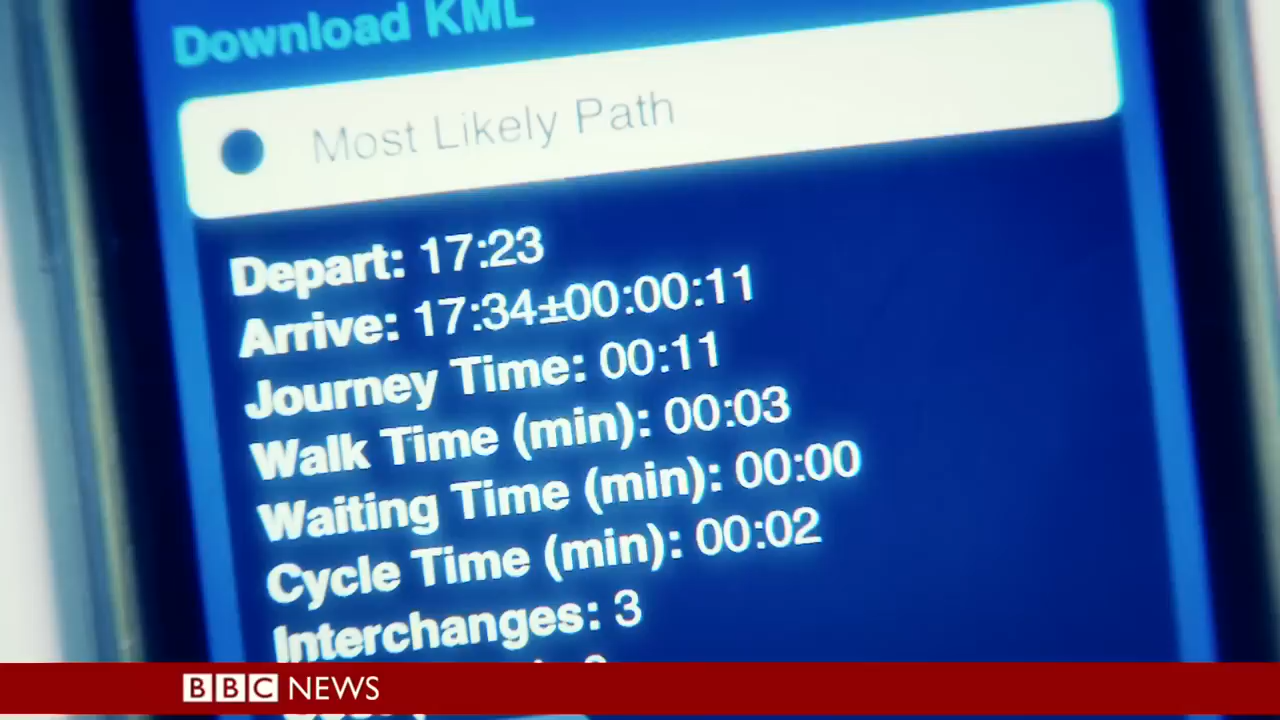 Download KML
Most Likely Path
Depart: 17:23
Arrive: 17:34±00:00:11
Journey Time: 00:11
Walk Time (min): 00:03
Waiting Time (min): 00:00
Cycle Time (min): 00:02
Interchanges: 3
BBC NEWS